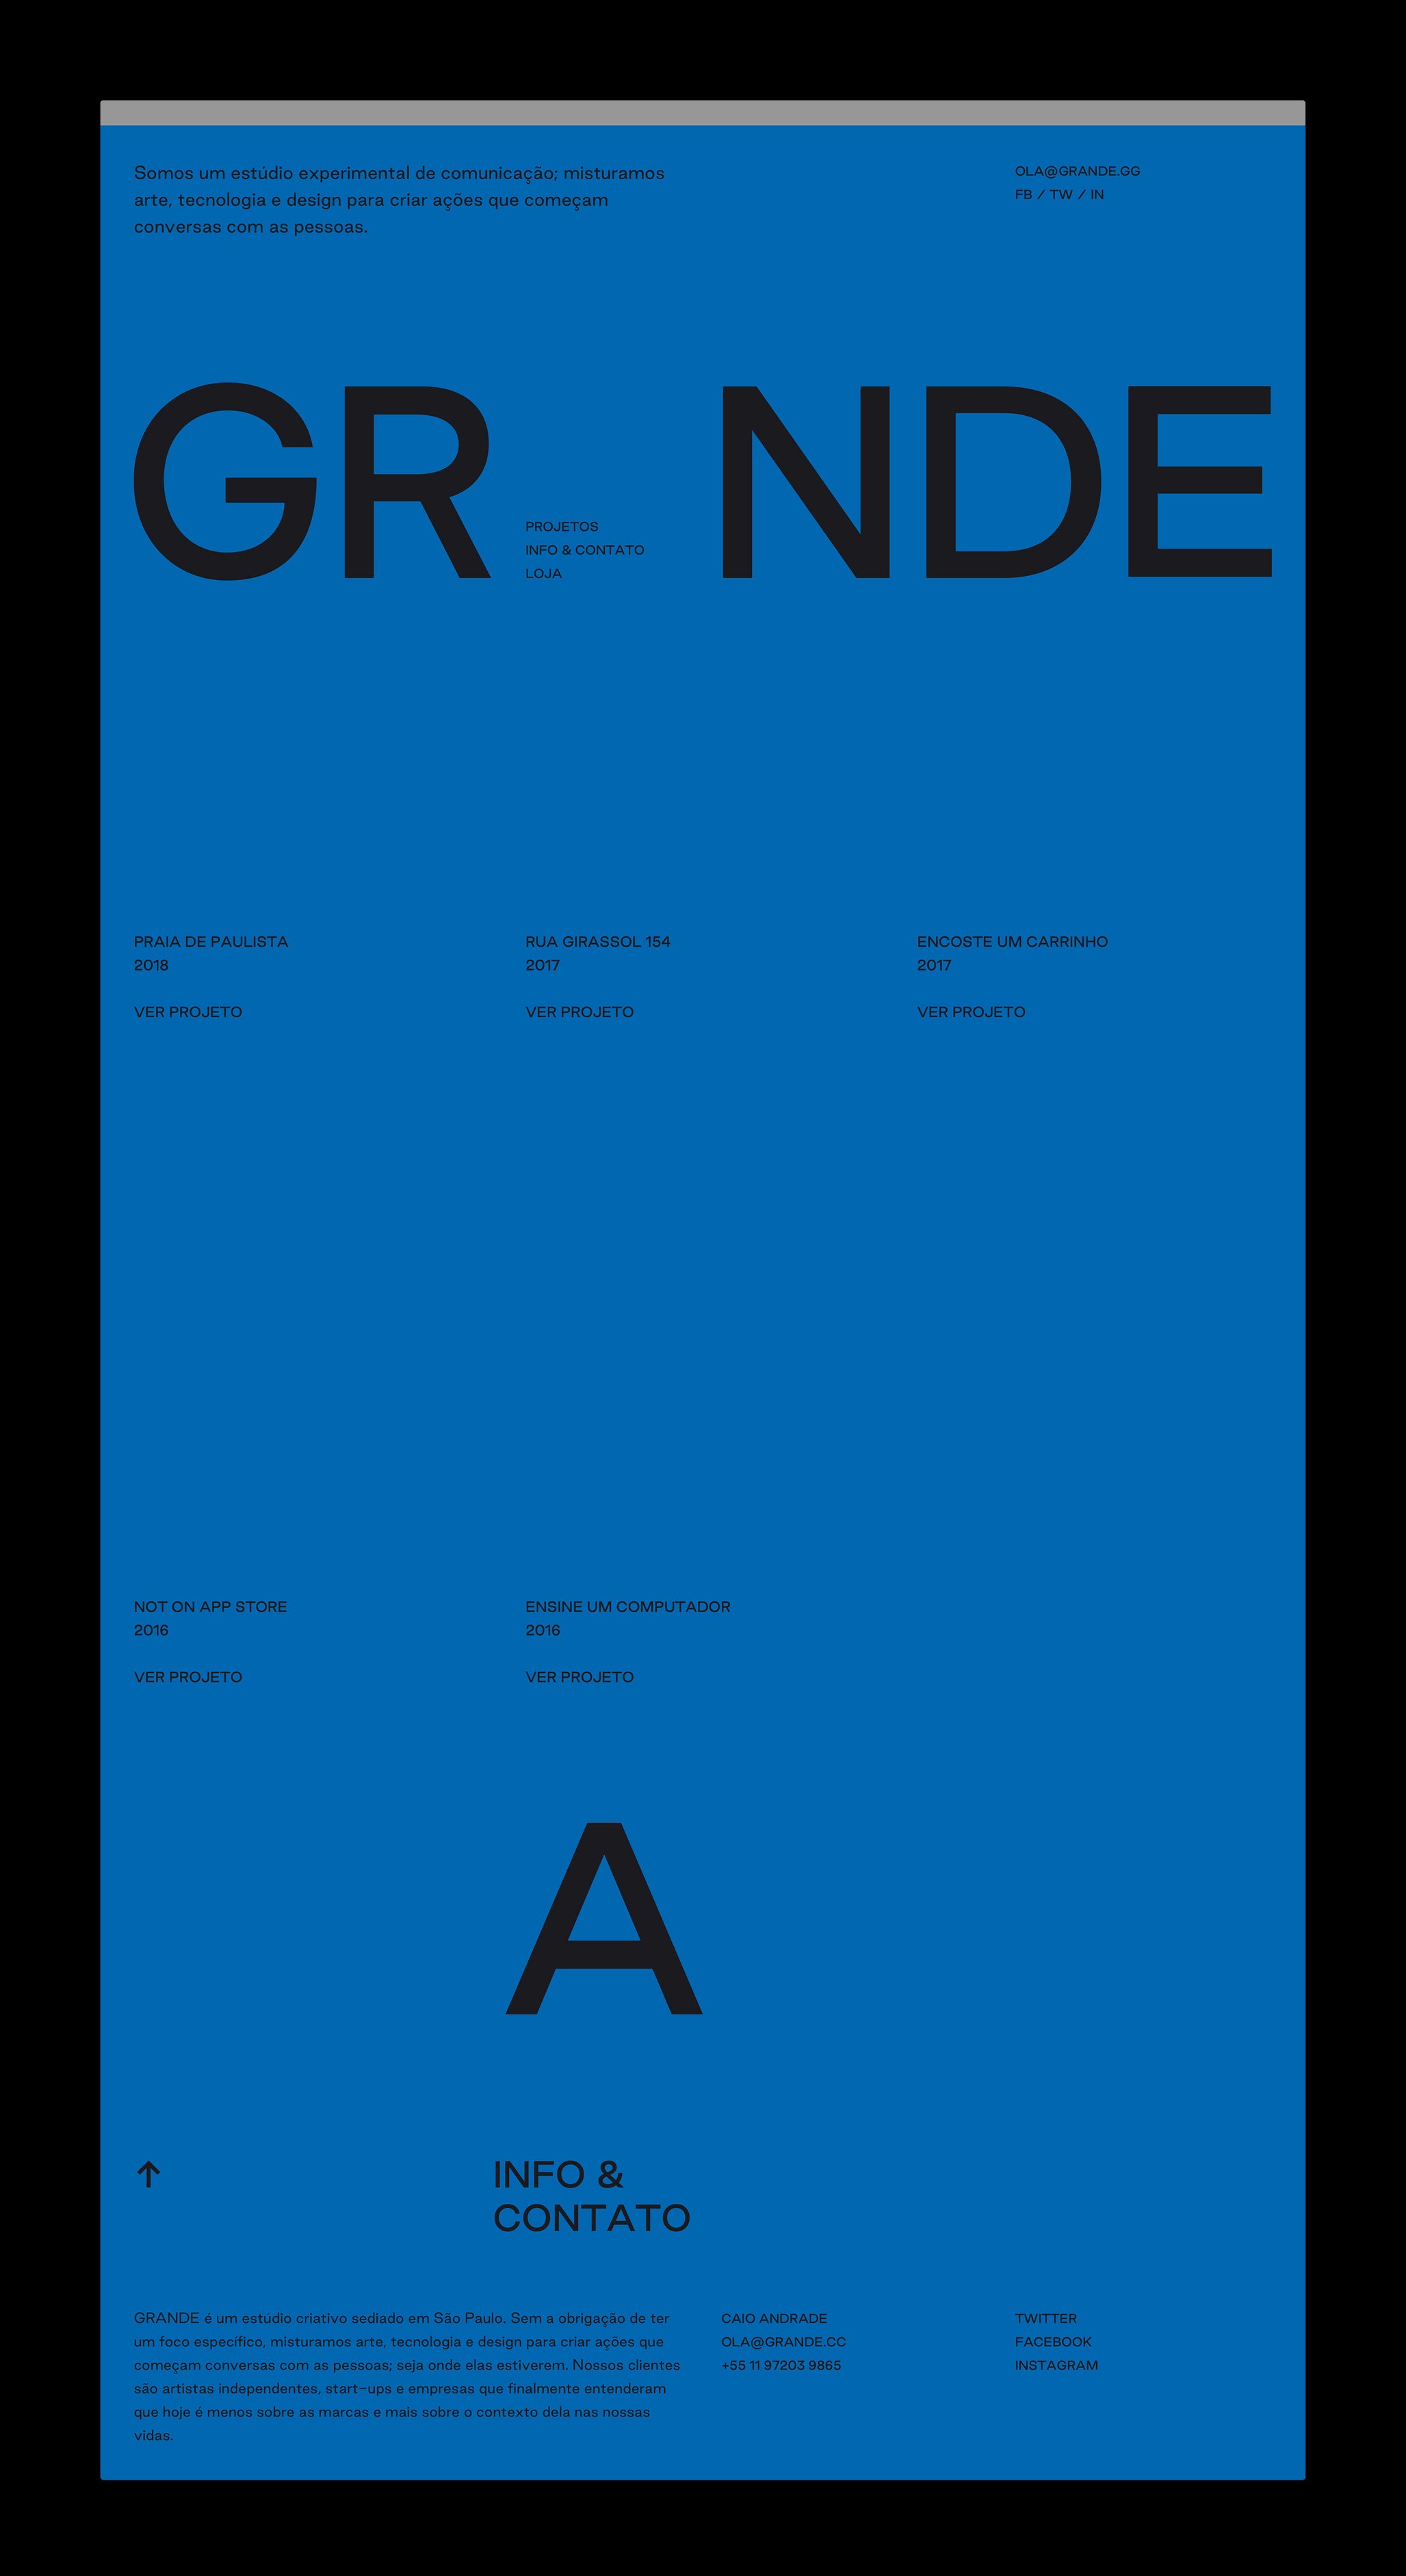 Somos um estúdio experimental de comunicação; misturamos
arte, tecnologia e design para criar ações que começam
conversas com as pessoas.
OLA@GRANDE.GG
FB / TW / IN
GR NDE
PROJETOS
INFO & CONTATO
LOJA
PRAIA DE PAULISTA
2018
VER PROJETO
RUA GIRASSOL 154
2017
VER PROJETO
ENCOSTE UM CARRINHO
2017
VER PROJETO
NOT ON APP STORE
2016
VER PROJETO
ENSINE UM COMPUTADOR
2016
VER PROJETO
A
↑
INFO &
CONTATO
GRANDE é um estúdio criativo sediado em São Paulo. Sem a obrigação de ter
um foco específico, misturamos arte, tecnologia e design para criar ações que
começam conversas com as pessoas; seja onde elas estiverem. Nossos clientes
são artistas independentes, start-ups e empresas que finalmente entenderam
que hoje é menos sobre as marcas e mais sobre o contexto dela nas nossas
vidas.
CAIO ANDRADE
OLA@GRANDE.CC
+55 11 97203 9865
TWITTER
FACEBOOK
INSTAGRAM